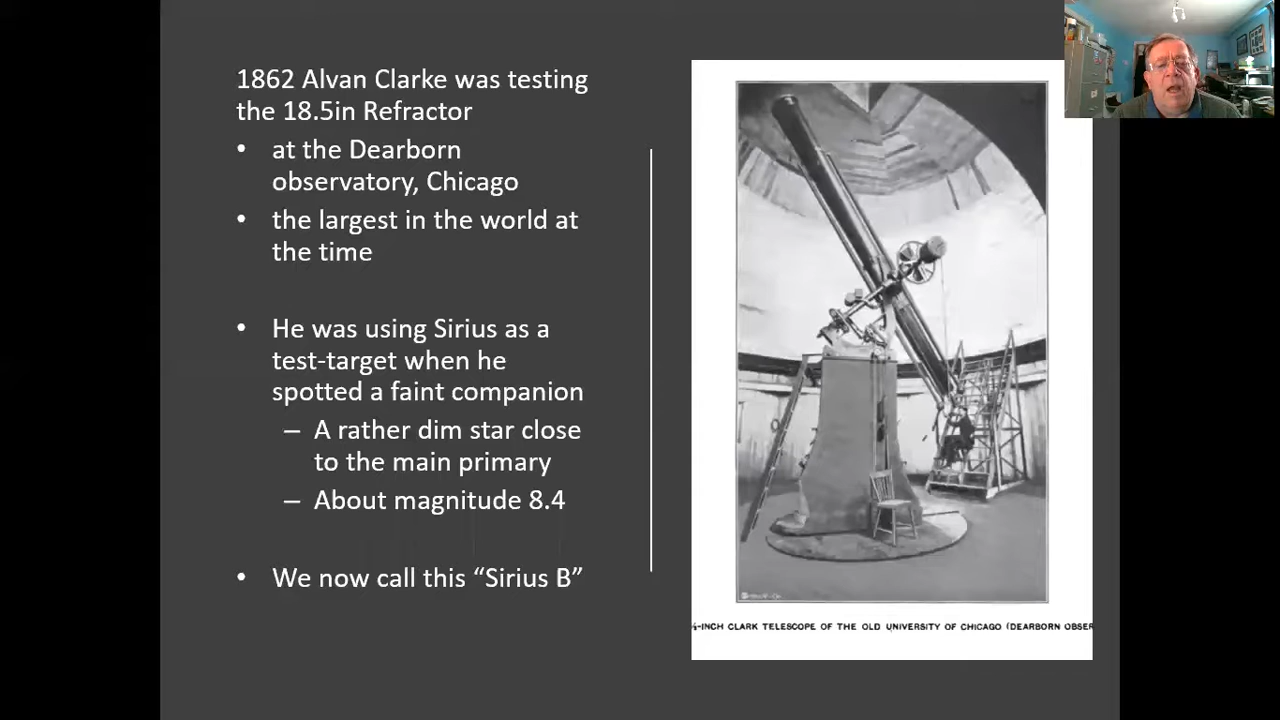 1862 Alvan Clarke was testing
the 18.5in Refractor
• at the Dearborn
observatory, Chicago
• the largest in the world at
the time
• He was using Sirius as a
test-target when he
spotted a faint companion
– A rather dim star close
to the main primary
– About magnitude 8.4
• We now call this “Sirius B”
-INCH CLARK TELESCOPE OF THE OLD UNIVERSITY OF CHICAGO (DEARBORN OBSER